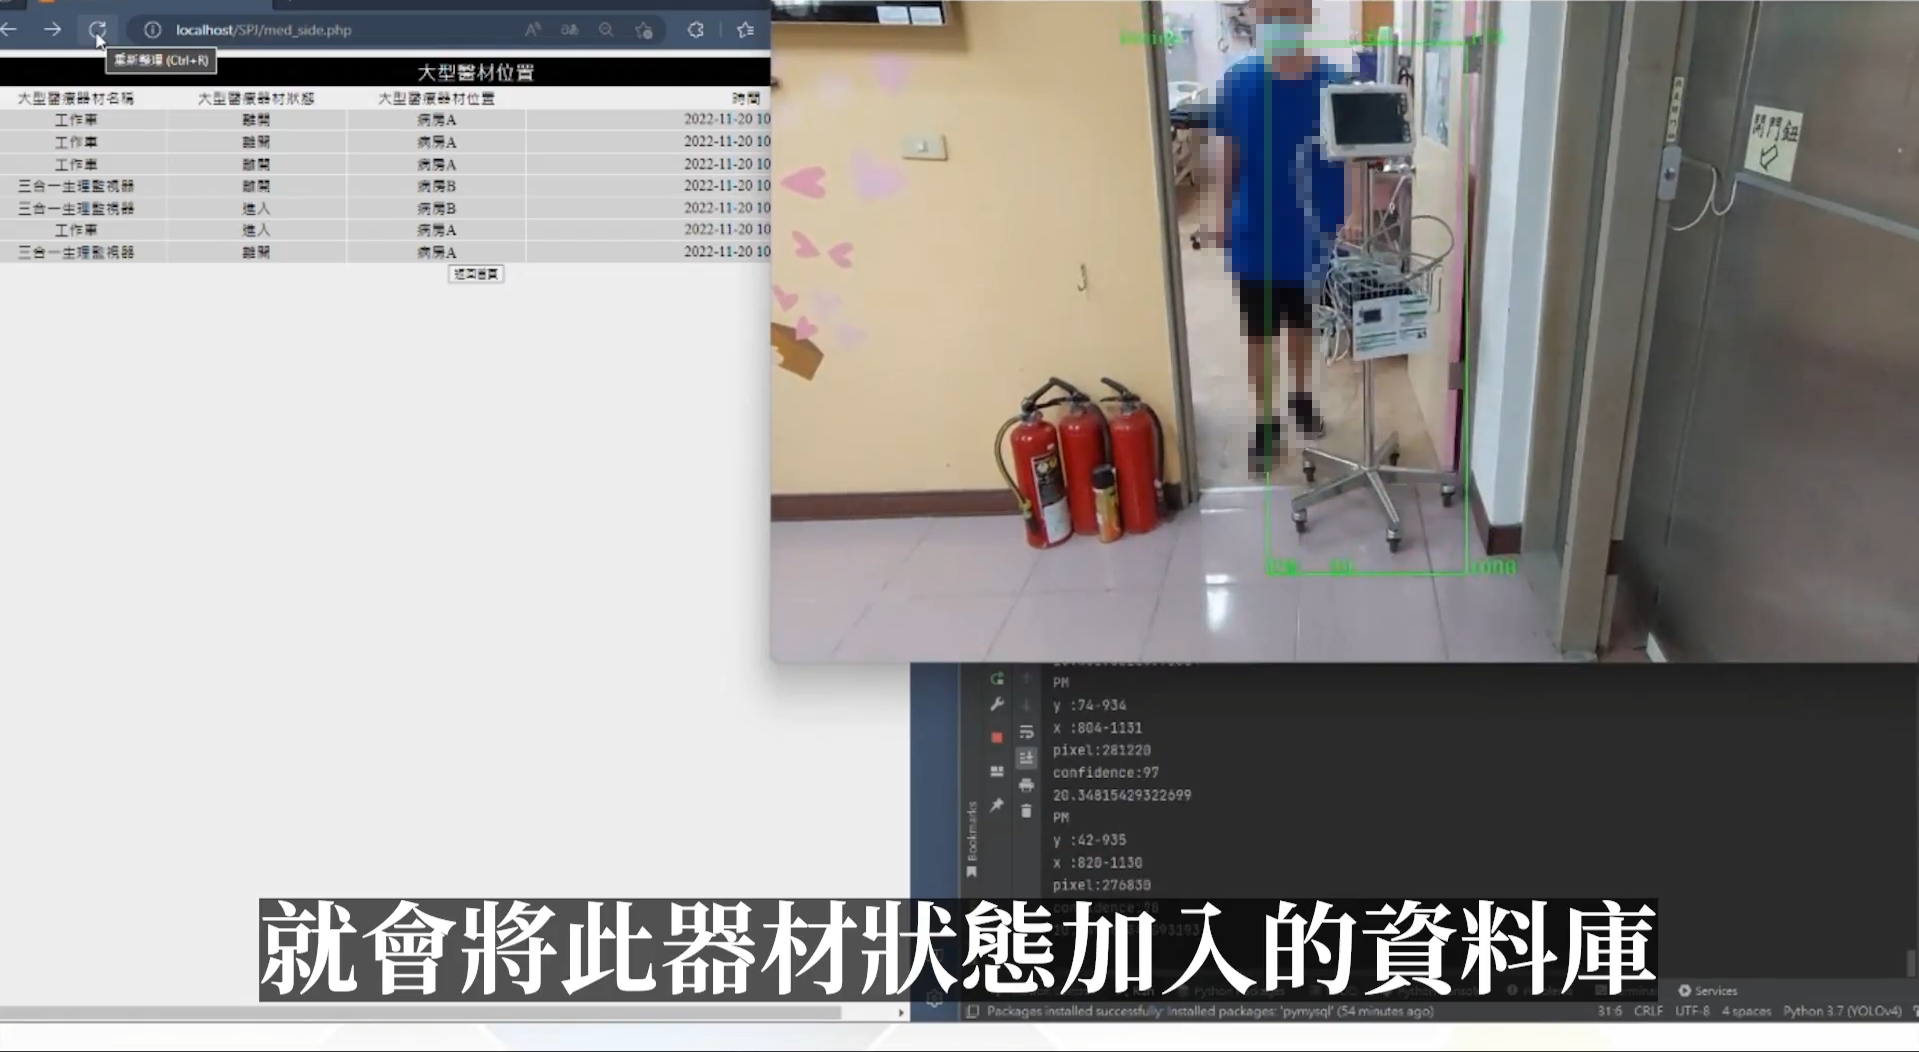 localhost/SPJ/med_side.php
重新整理 (Ctrl+R)
大型醫材位置
大型醫療器材名稱 大型醫療器材狀態 大型醫療器材位置 時間
工作車 離開 病房A 2022-11-20 10
工作車 離開 病房A 2022-11-20 10
工作車 離開 病房A 2022-11-20 10
三合一生理監視器 離開 病房B 2022-11-20 10
三合一生理監視器 進入 病房B 2022-11-20 10
工作車 進入 病房A 2022-11-20 10
三合一生理監視器 離開 病房A 2022-11-20 10
返回首頁
開門鈕
PM
y :74-934
x :804-1131
pixel:281220
confidence:97
20.34815429322699
PM
y :42-935
x :820-1130
pixel:276830
Bookmarks
就會將此器材狀態加入的資料庫
Services
Packages installed successfully: Installed packages: 'pymysql' (54 minutes ago)
31:6 CRLF UTF-8 4 spaces Python 3.7 (YOLOv4)